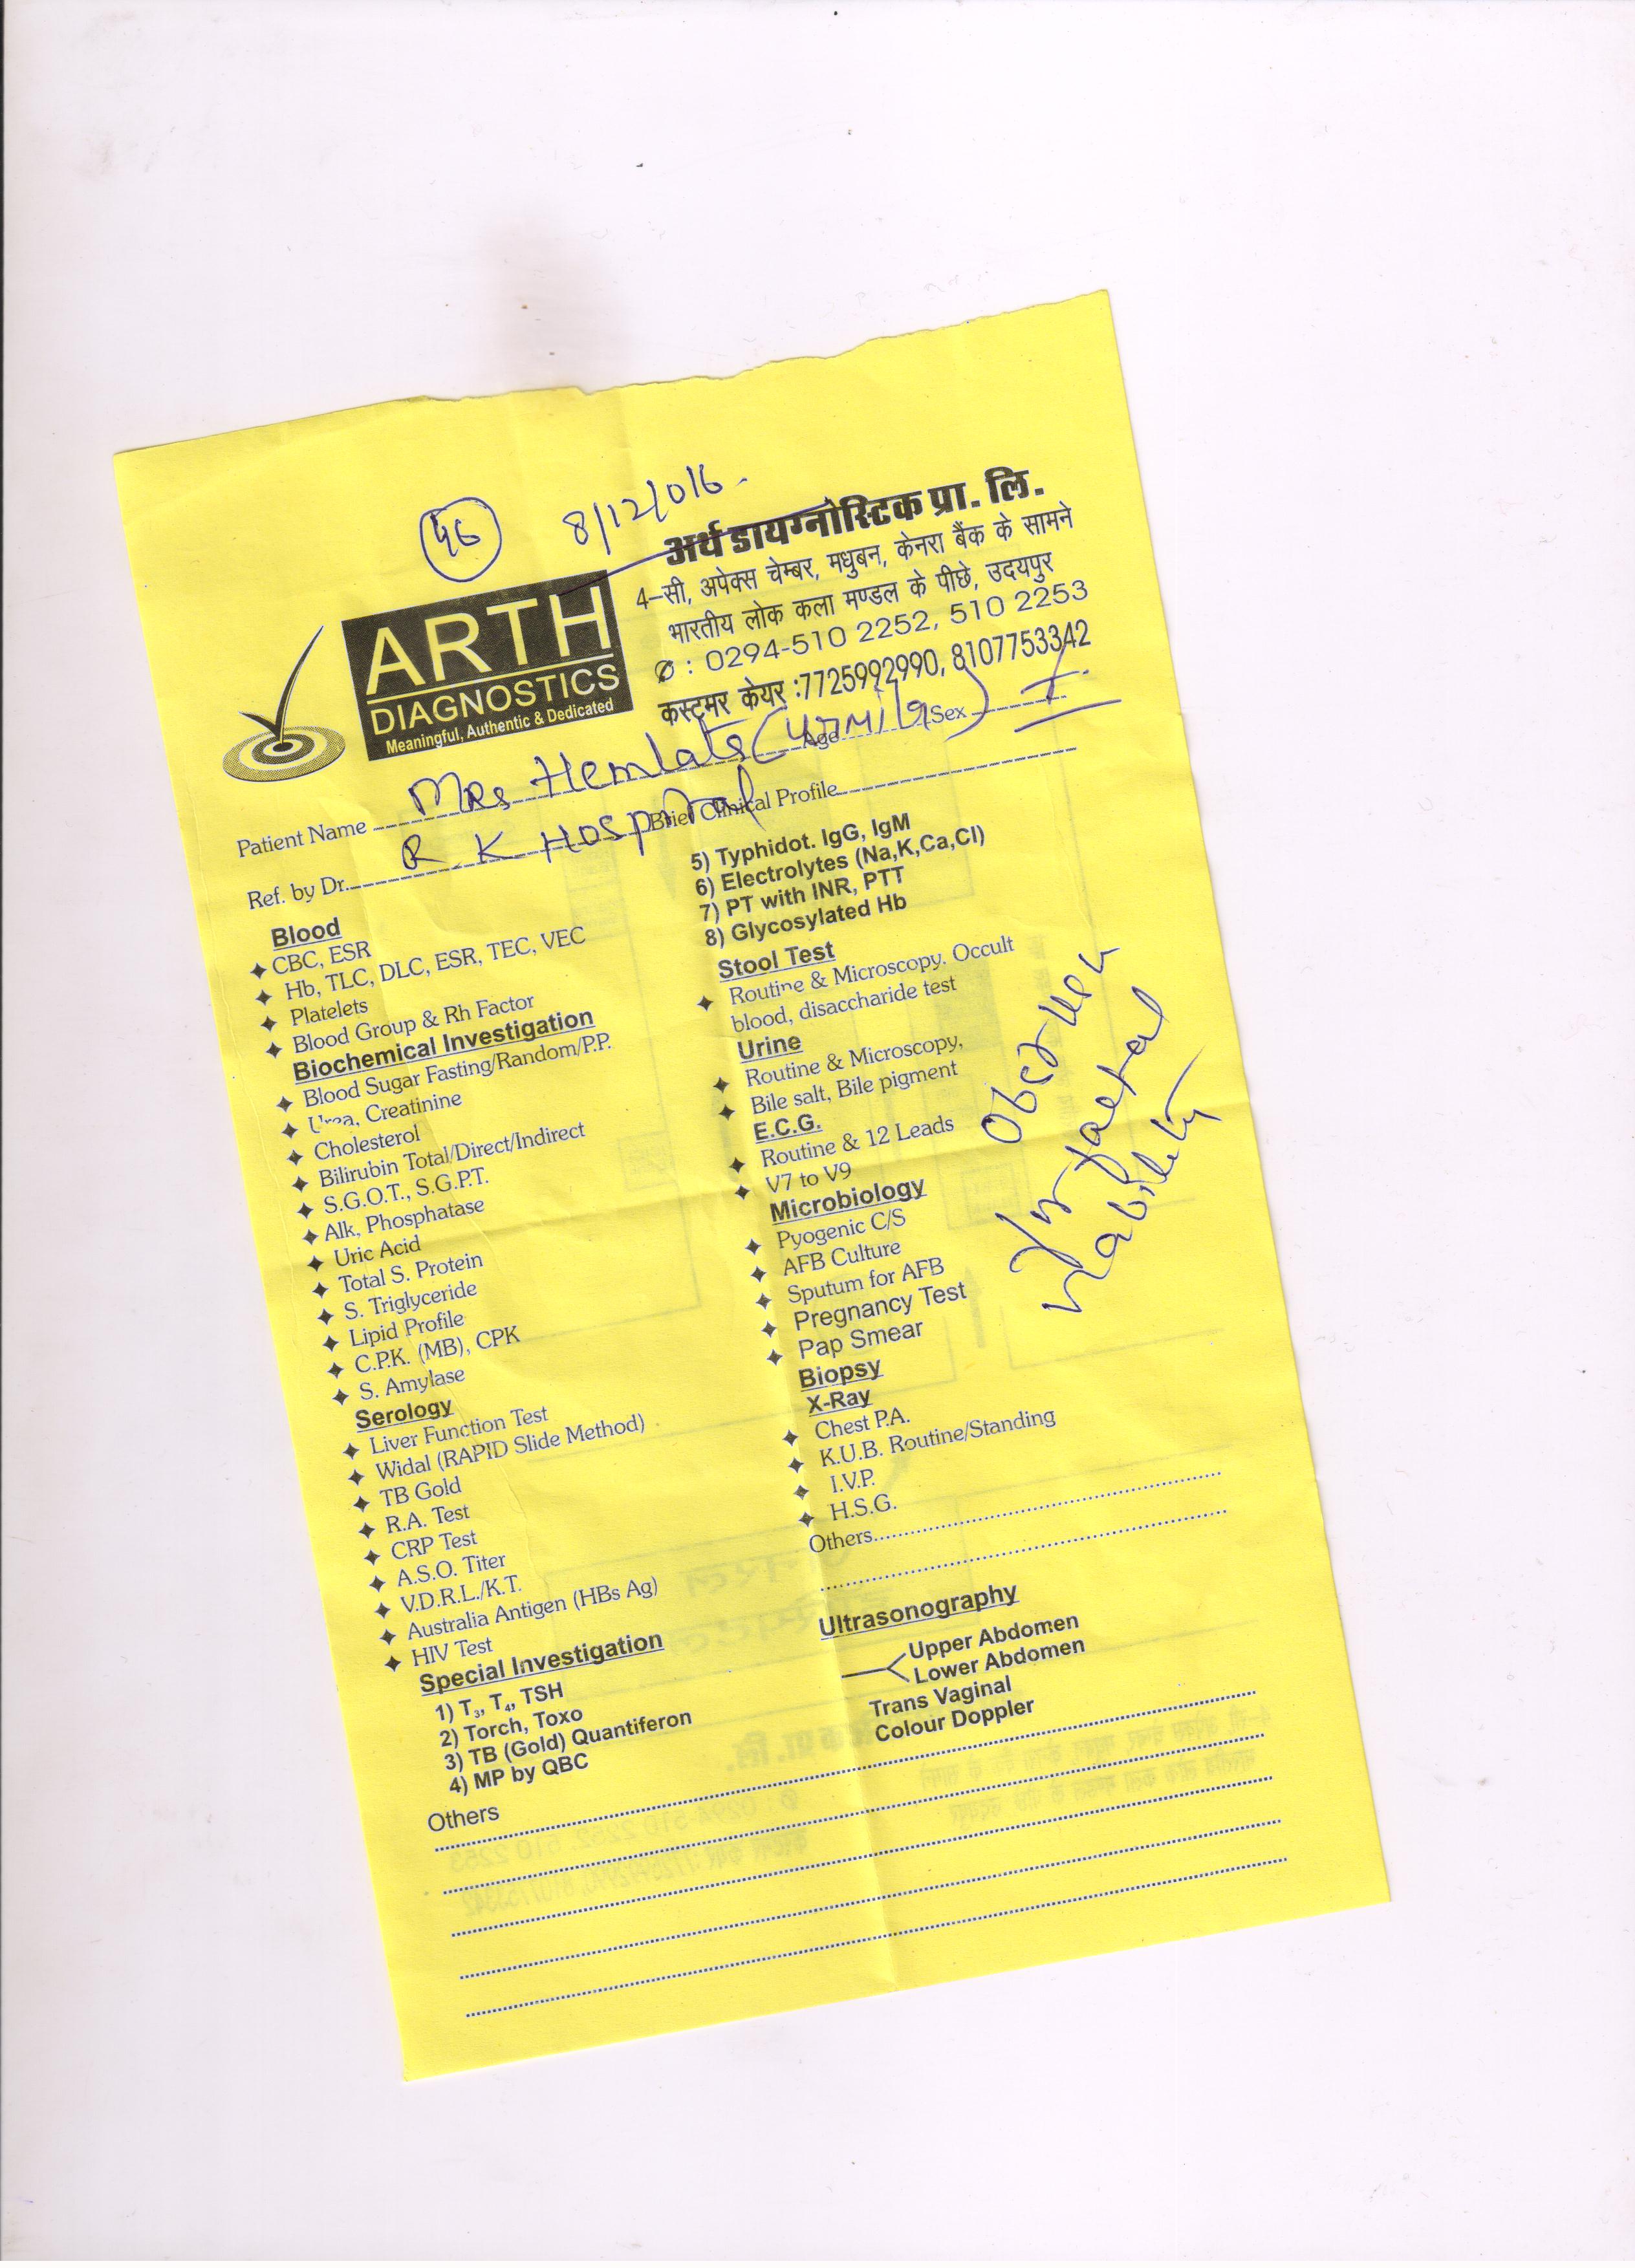 46 8/12/016.
अर्थ डायग्नोस्टिक प्रा. लि.
4-सी, अपेक्स चेम्बर, मधुबन, केनरा बैंक के सामने
भारतीय लोक कला मण्डल के पीछे, उदयपुर
✆ : 0294-510 2252, 510 2253
कस्टमर केयर :7725992990, 8107753342
ARTH
DIAGNOSTICS
Meaningful, Authentic & Dedicated
Patient Name Mrs Hemlata (Urmila) Age Sex F
Ref. by Dr. R K Hospital Brief Clinical Profile
Blood
CBC, ESR
Hb, TLC, DLC, ESR, TEC, VEC
Platelets
Blood Group & Rh Factor
Biochemical Investigation
Blood Sugar Fasting/Random/P.P.
Urea, Creatinine
Cholesterol
Bilirubin Total/Direct/Indirect
S.G.O.T., S.G.P.T.
Alk, Phosphatase
Uric Acid
Total S. Protein
S. Triglyceride
Lipid Profile
C.P.K. (MB), CPK
S. Amylase
Serology
Liver Function Test
Widal (RAPID Slide Method)
TB Gold
R.A. Test
CRP Test
A.S.O. Titer
V.D.R.L./K.T.
Australia Antigen (HBs Ag)
HIV Test
Special Investigation
1) T₃, T₄, TSH
2) Torch, Toxo
3) TB (Gold) Quantiferon
4) MP by QBC
Others
5) Typhidot. IgG, IgM
6) Electrolytes (Na,K,Ca,Cl)
7) PT with INR, PTT
8) Glycosylated Hb
Stool Test
Routine & Microscopy. Occult
blood, disaccharide test
Urine
Routine & Microscopy,
Bile salt, Bile pigment
E.C.G.
Routine & 12 Leads
V7 to V9
Microbiology
Pyogenic C/S
AFB Culture
Sputum for AFB
Pregnancy Test
Pap Smear
Biopsy
X-Ray
Chest P.A.
K.U.B. Routine/Standing
I.V.P.
H.S.G.
Others
Ultrasonography
Upper Abdomen
Lower Abdomen
Trans Vaginal
Colour Doppler